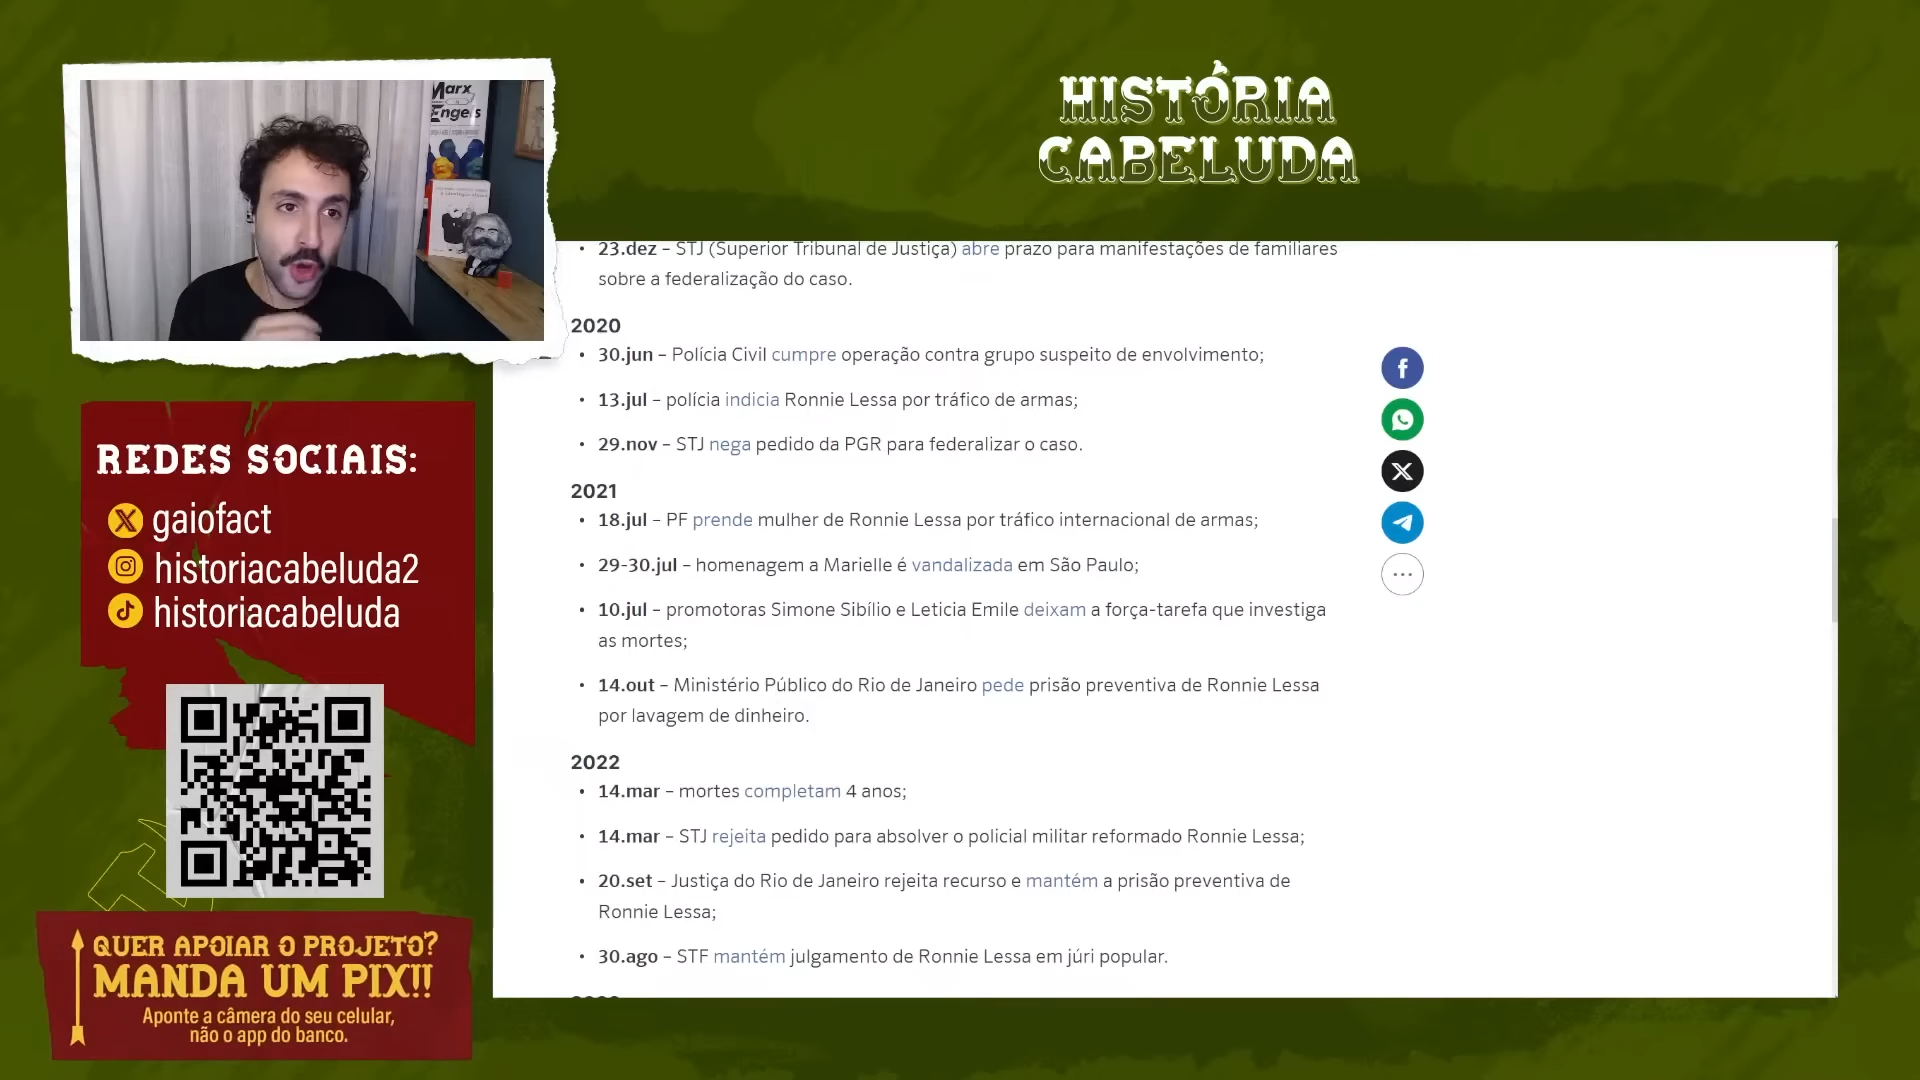 Marx
Engels
HISTÓRIA
CABELUDA
• 23.dez – STJ (Superior Tribunal de Justiça) abre prazo para manifestações de familiares
sobre a federalização do caso.
2020
• 30.jun – Polícia Civil cumpre operação contra grupo suspeito de envolvimento;
• 13.jul – polícia indicia Ronnie Lessa por tráfico de armas;
• 29.nov – STJ nega pedido da PGR para federalizar o caso.
2021
• 18.jul – PF prende mulher de Ronnie Lessa por tráfico internacional de armas;
• 29-30.jul – homenagem a Marielle é vandalizada em São Paulo;
• 10.jul – promotoras Simone Sibílio e Leticia Emile deixam a força-tarefa que investiga
as mortes;
• 14.out – Ministério Público do Rio de Janeiro pede prisão preventiva de Ronnie Lessa
por lavagem de dinheiro.
2022
• 14.mar – mortes completam 4 anos;
• 14.mar – STJ rejeita pedido para absolver o policial militar reformado Ronnie Lessa;
• 20.set – Justiça do Rio de Janeiro rejeita recurso e mantém a prisão preventiva de
Ronnie Lessa;
• 30.ago – STF mantém julgamento de Ronnie Lessa em júri popular.
REDES SOCIAIS:
gaiofact
historiacabeluda2
historiacabeluda
QUER APOIAR O PROJETO?
MANDA UM PIX!!
Aponte a câmera do seu celular,
não o app do banco.